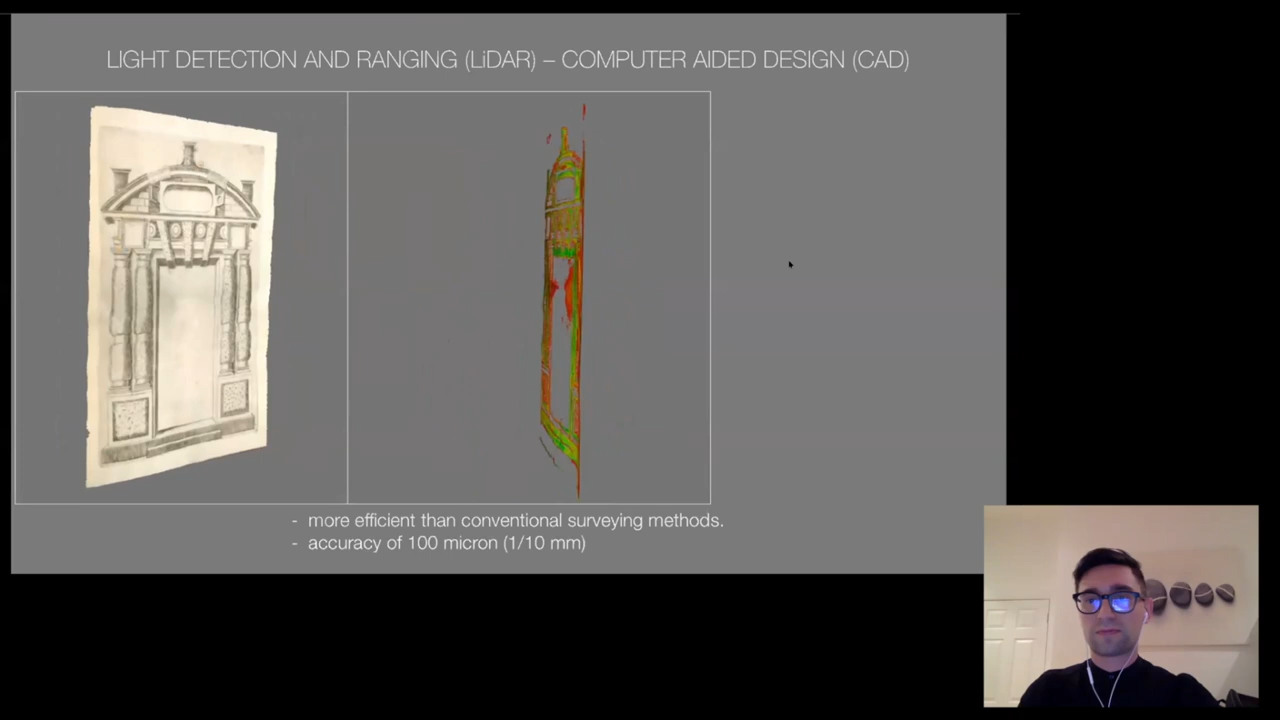 LIGHT DETECTION AND RANGING (LiDAR) – COMPUTER AIDED DESIGN (CAD)
- more efficient than conventional surveying methods.
- accuracy of 100 micron (1/10 mm)